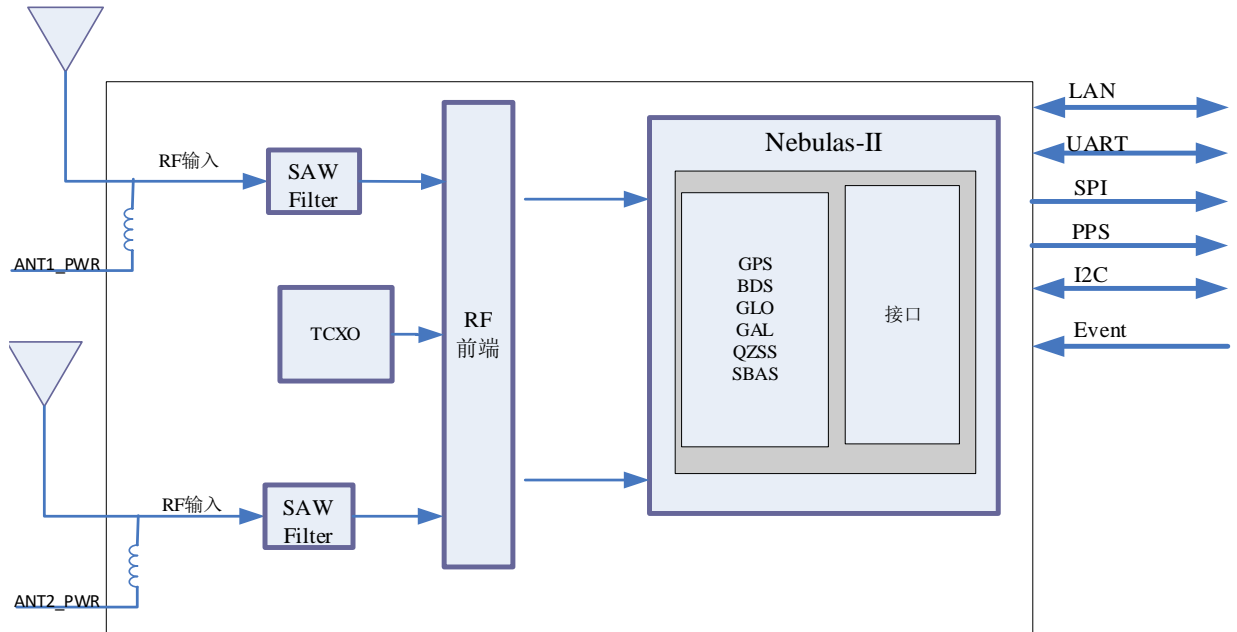 RF输入
SAW
Filter
ANT1_PWR
TCXO
RF
前端
RF输入
SAW
Filter
ANT2_PWR
Nebulas-II
GPS
BDS
GLO
GAL
QZSS
SBAS
接口
LAN
UART
SPI
PPS
I2C
Event